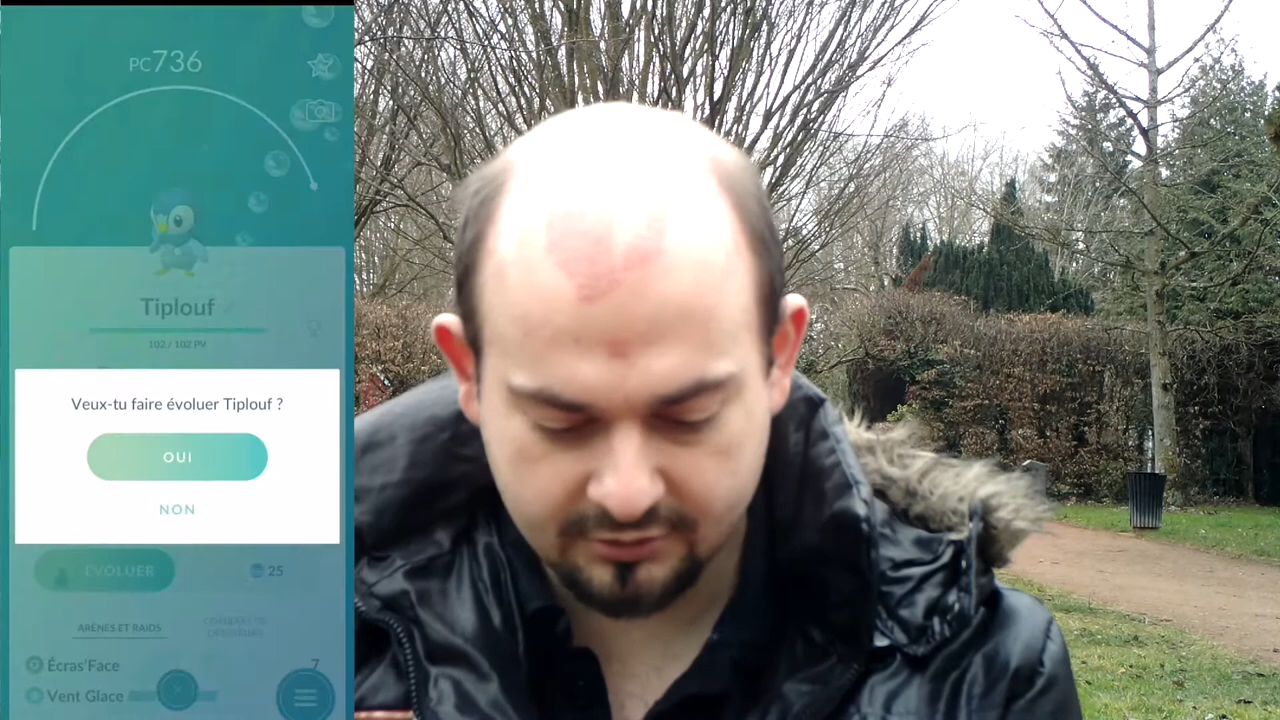 PC736
Tiplouf
102 / 102 PV
Veux-tu faire évoluer Tiplouf ?
OUI
NON
ÉVOLUER 25
ARÈNES ET RAIDS
Écras'Face 7
Vent Glace